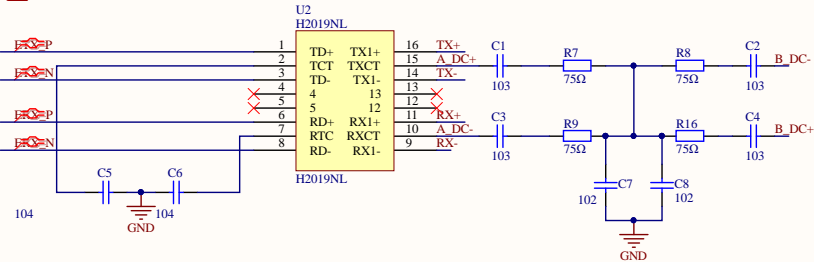 U2
H2019NL
1 TD+ TX1+ 16 TX+
2 TCT TXCT 15 A_DC+
3 TD- TX1- 14 TX-
4 4 13 13
5 5 12 12
6 RD+ RX1+ 11 RX+
7 RTC RXCT 10 A_DC-
8 RD- RX1- 9 RX-
H2019NL
C1
103
R7
75Ω
R8
75Ω
C2
103
B_DC-
C3
103
R9
75Ω
R16
75Ω
C4
103
B_DC+
C5
C6
104
104
GND
C7
102
C8
102
GND